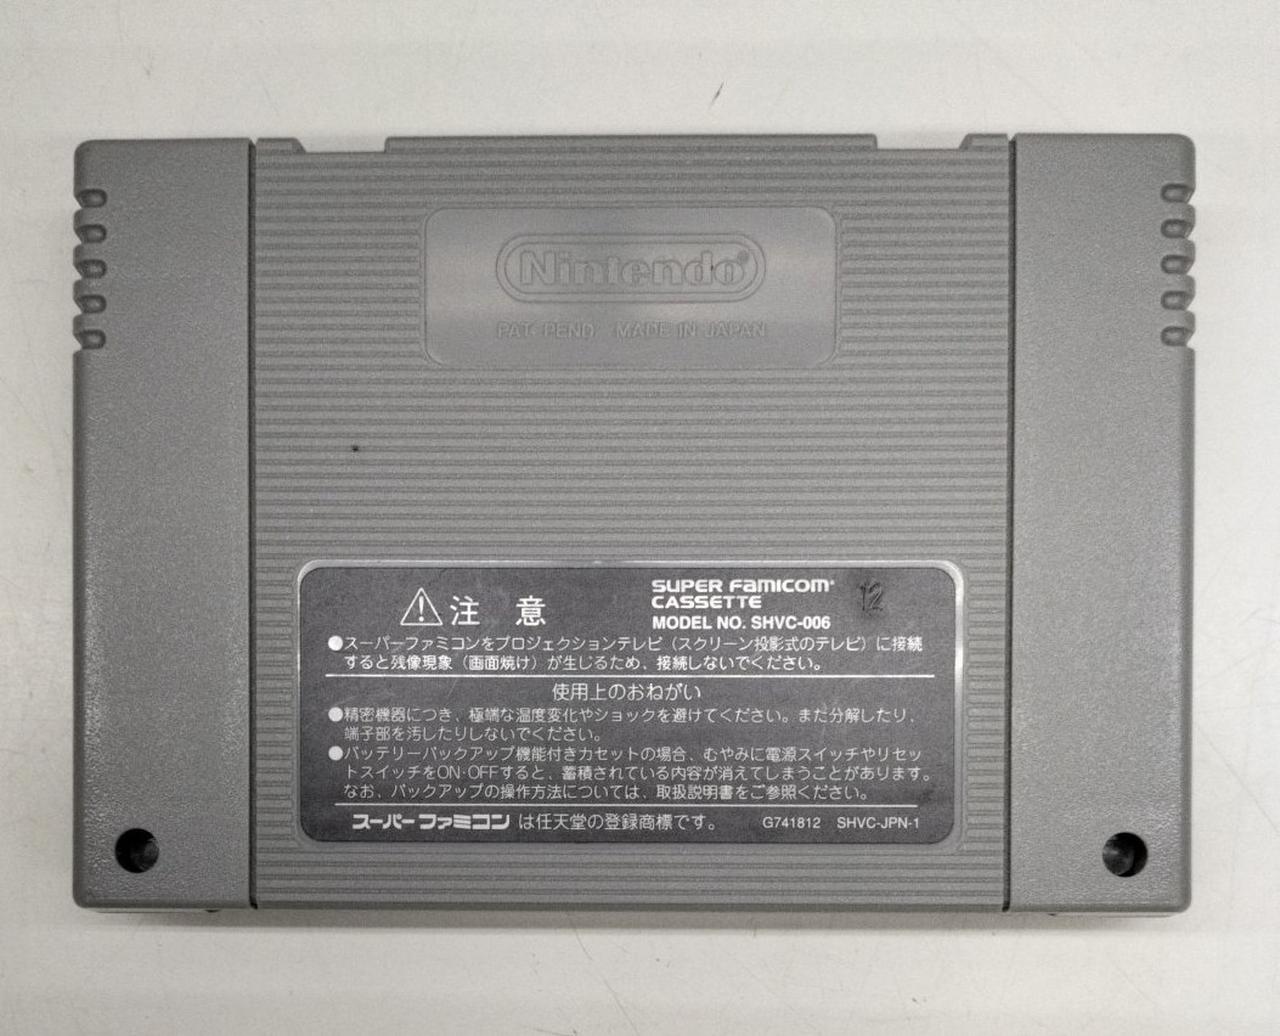 Nintendo®
PAT. PEND. MADE IN JAPAN
SUPER FAMICOM®
CASSETTE
12
注意
MODEL NO. SHVC-006
●スーパーファミコンをプロジェクションテレビ（スクリーン投影式のテレビ）に接続
すると残像現象（画面焼け）が生じるため、接続しないでください。
使用上のおねがい
●精密機器につき、極端な温度変化やショックを避けてください。また分解したり、
端子部を汚したりしないでください。
●バッテリーバックアップ機能付きカセットの場合、むやみに電源スイッチやリセッ
トスイッチをON・OFFすると、蓄積されている内容が消えてしまうことがあります。
なお、バックアップの操作方法については、取扱説明書をご参照ください。
スーパーファミコン は任天堂の登録商標です。 G741812 SHVC-JPN-1